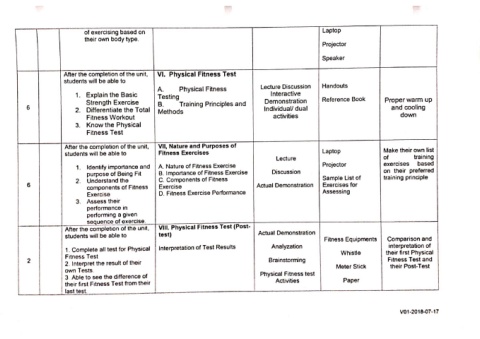 of exercising based on
their own body type.
Laptop
Projector
Speaker
6
After the completion of the unit,
students will be able to
1. Explain the Basic
Strength Exercise
2. Differentiate the Total
Fitness Workout
3. Know the Physical
Fitness Test
VI. Physical Fitness Test
A. Physical Fitness
Testing
B. Training Principles and
Methods
Lecture Discussion
Interactive
Demonstration
Individual/ dual
activities
Handouts
Reference Book
Proper warm up
and cooling
down
6
After the completion of the unit,
students will be able to
1. Identify importance and
purpose of Being Fit
2. Understand the
components of Fitness
Exercise
3. Assess their
performance in
performing a given
sequence of exercise.
VII, Nature and Purposes of
Fitness Exercises
A. Nature of Fitness Exercise
B. Importance of Fitness Exercise
C. Components of Fitness
Exercise
D. Fitness Exercise Performance
Lecture
Discussion
Actual Demonstration
Laptop
Projector
Sample List of
Exercises for
Assessing
Make their own list
of training
exercises based
on their preferred
training principle
2
After the completion of the unit,
students will be able to
1. Complete all test for Physical
Fitness Test
2. Interpret the result of their
own Tests
3. Able to see the difference of
their first Fitness Test from their
last test.
VIII. Physical Fitness Test (Post-
test)
Interpretation of Test Results
Actual Demonstration
Analyzation
Brainstorming
Physical Fitness test
Activities
Fitness Equipments
Whistle
Meter Stick
Paper
Comparison and
interpretation of
their first Physical
Fitness Test and
their Post-Test
V01-2018-07-17